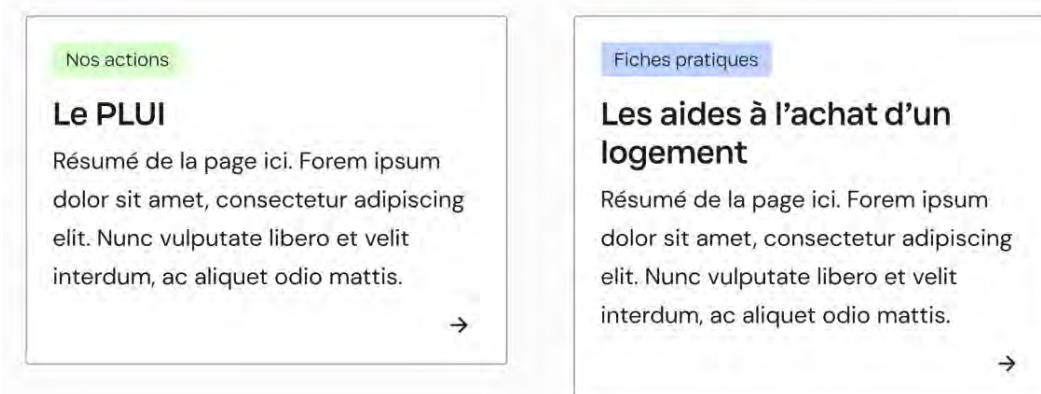 Nos actions
Le PLUI
Résumé de la page ici. Forem ipsum
dolor sit amet, consectetur adipiscing
elit. Nunc vulputate libero et velit
interdum, ac aliquet odio mattis.
→
Fiches pratiques
Les aides à l’achat d’un
logement
Résumé de la page ici. Forem ipsum
dolor sit amet, consectetur adipiscing
elit. Nunc vulputate libero et velit
interdum, ac aliquet odio mattis.
→